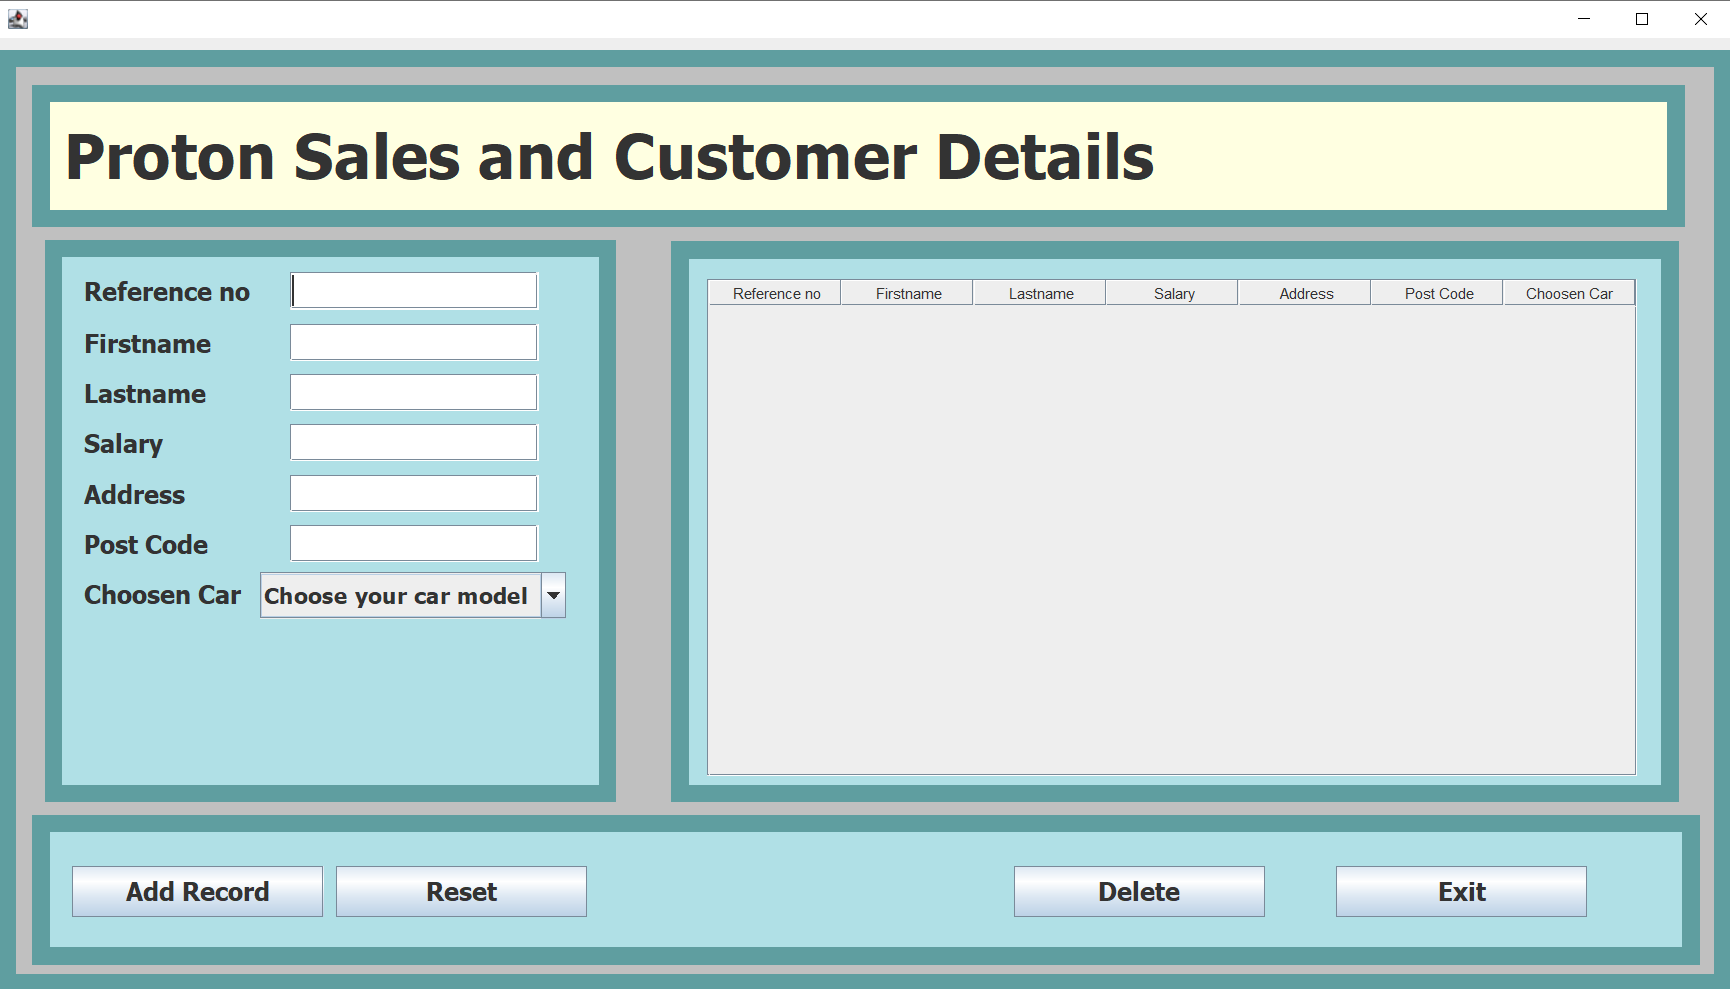 Proton Sales and Customer Details
Reference no
Firstname
Lastname
Salary
Address
Post Code
Choosen Car Choose your car model
Reference no Firstname Lastname Salary Address Post Code Choosen Car
Add Record Reset Delete Exit